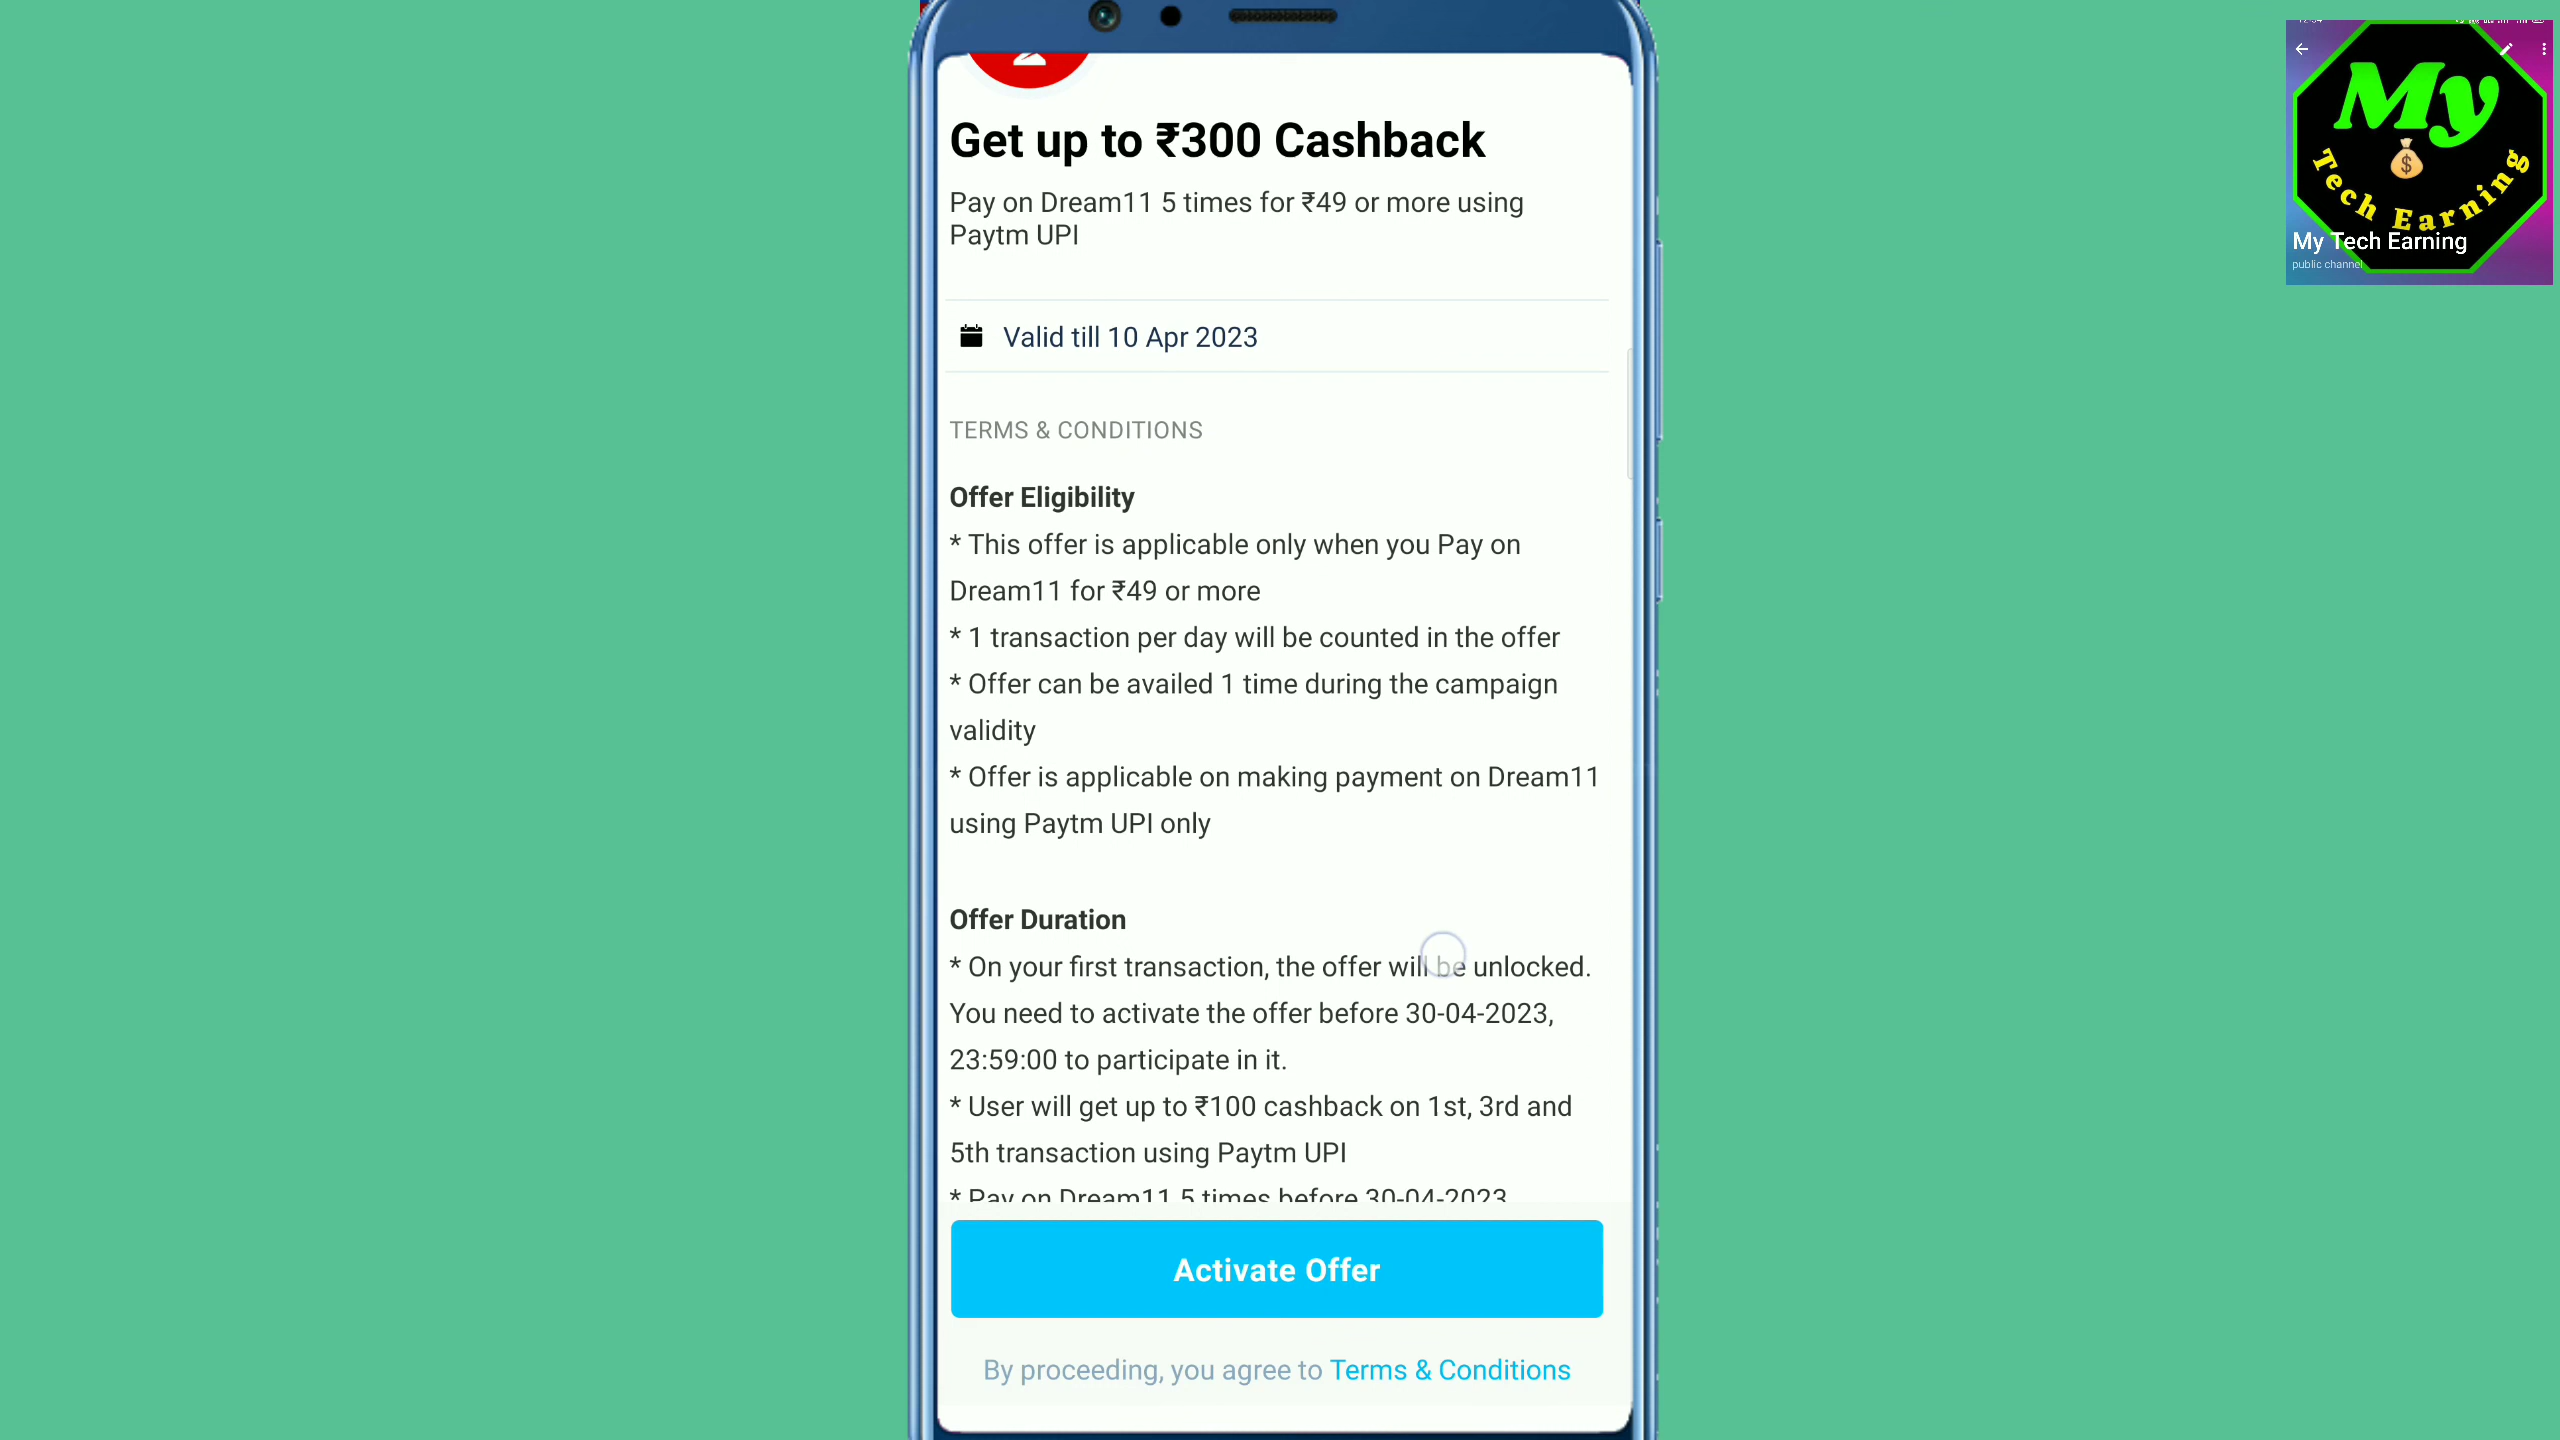 Get up to ₹300 Cashback
Pay on Dream11 5 times for ₹49 or more using
Paytm UPI
Valid till 10 Apr 2023
TERMS & CONDITIONS
Offer Eligibility
* This offer is applicable only when you Pay on
Dream11 for ₹49 or more
* 1 transaction per day will be counted in the offer
* Offer can be availed 1 time during the campaign
validity
* Offer is applicable on making payment on Dream11
using Paytm UPI only
Offer Duration
* On your first transaction, the offer will be unlocked.
You need to activate the offer before 30-04-2023,
23:59:00 to participate in it.
* User will get up to ₹100 cashback on 1st, 3rd and
5th transaction using Paytm UPI
* Pay on Dream11 5 times before 30-04-2023
Activate Offer
By proceeding, you agree to Terms & Conditions
My
$
Tech Earning
My Tech Earning
public channel